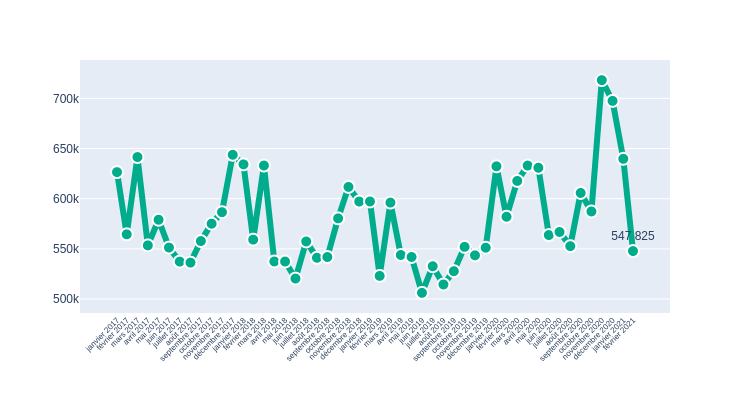 700k
650k
600k
550k
500k
547,825
janvier 2017
février 2017
mars 2017
avril 2017
mai 2017
juin 2017
juillet 2017
août 2017
septembre 2017
octobre 2017
novembre 2017
décembre 2017
janvier 2018
février 2018
mars 2018
avril 2018
mai 2018
juin 2018
juillet 2018
août 2018
septembre 2018
octobre 2018
novembre 2018
décembre 2018
janvier 2019
février 2019
mars 2019
avril 2019
mai 2019
juin 2019
juillet 2019
août 2019
septembre 2019
octobre 2019
novembre 2019
décembre 2019
janvier 2020
février 2020
mars 2020
avril 2020
mai 2020
juin 2020
juillet 2020
août 2020
septembre 2020
octobre 2020
novembre 2020
décembre 2020
janvier 2021
février 2021